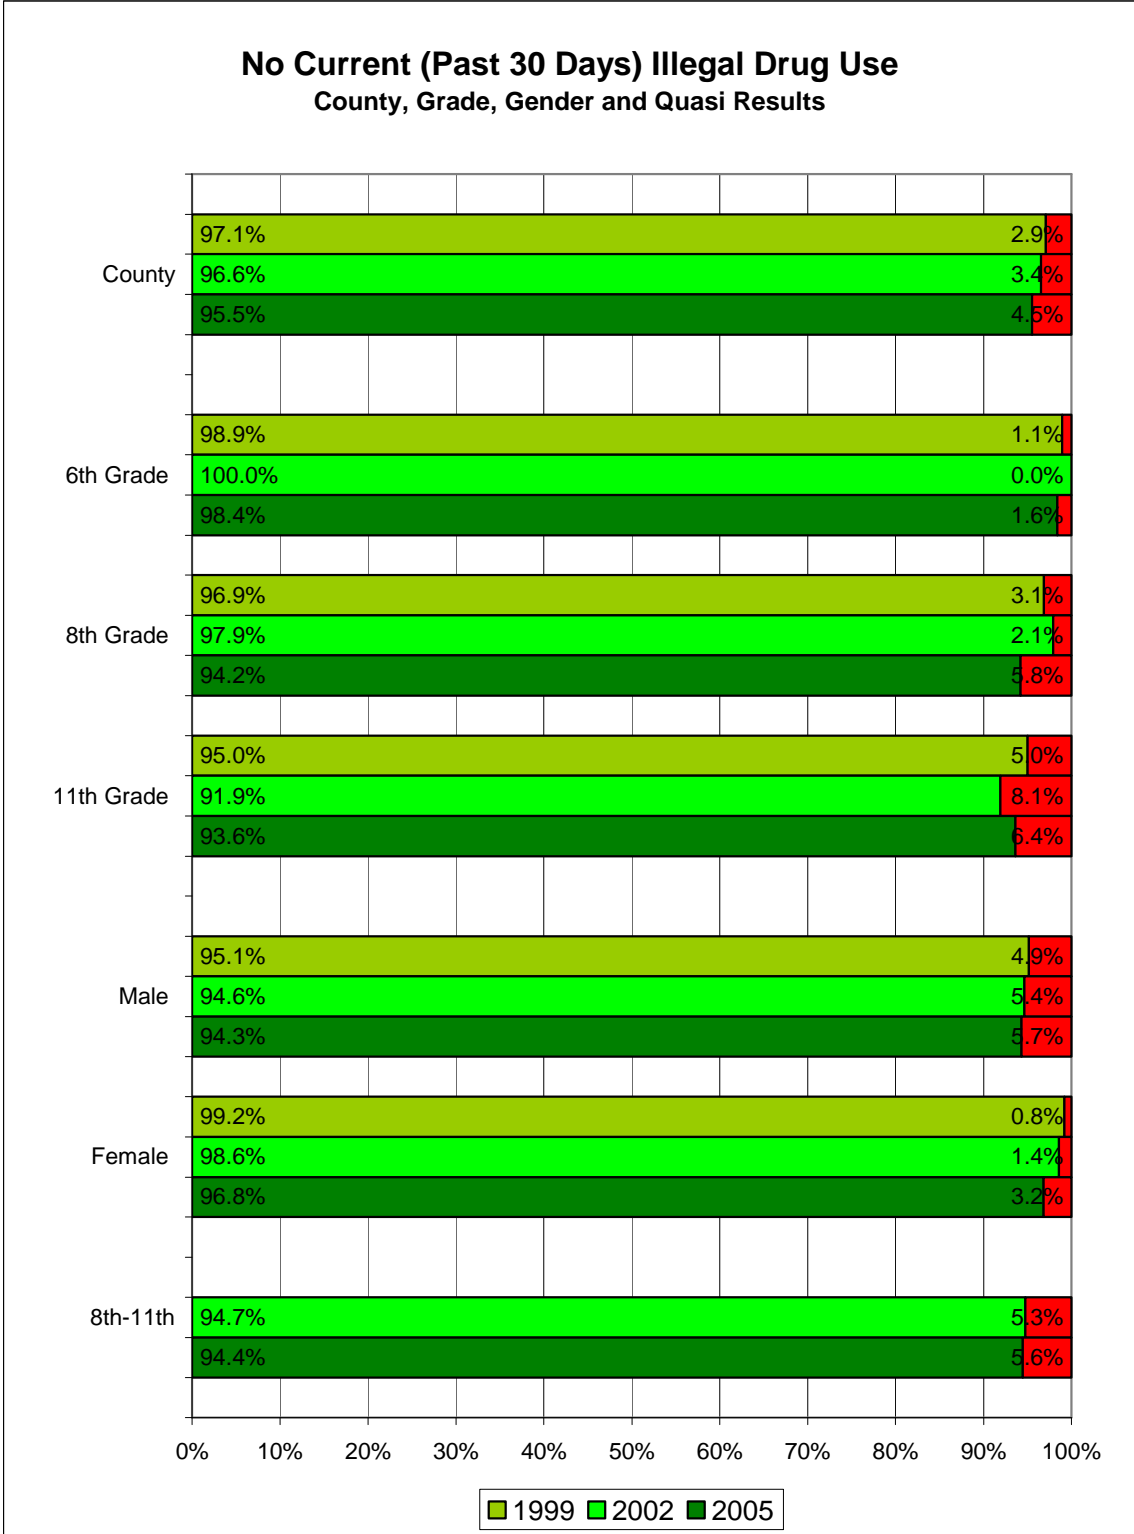 No Current (Past 30 Days) Illegal Drug Use
County, Grade, Gender and Quasi Results
97.1% 2.9%
County 96.6% 3.4%
95.5% 4.5%
98.9% 1.1%
6th Grade 100.0% 0.0%
98.4% 1.6%
96.9% 3.1%
8th Grade 97.9% 2.1%
94.2% 5.8%
95.0% 5.0%
11th Grade 91.9% 8.1%
93.6% 6.4%
95.1% 4.9%
Male 94.6% 5.4%
94.3% 5.7%
99.2% 0.8%
Female 98.6% 1.4%
96.8% 3.2%
8th-11th 94.7% 5.3%
94.4% 5.6%
0% 10% 20% 30% 40% 50% 60% 70% 80% 90% 100%
1999 2002 2005